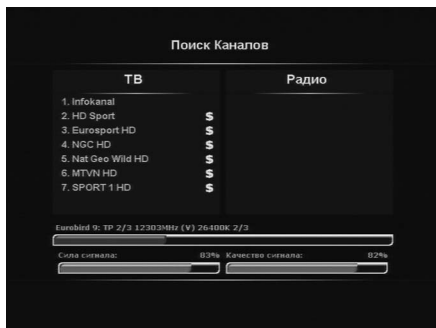 Поиск Каналов
ТВ
Радио
1. Infokanal
2. HD Sport $
3. Eurosport HD $
4. NGC HD $
5. Nat Geo Wild HD $
6. MTVN HD $
7. SPORT 1 HD $
Eurobird 9: TP 2/3 12303MHz (V) 26400K 2/3
Сила сигнала: 83% Качество сигнала: 82%